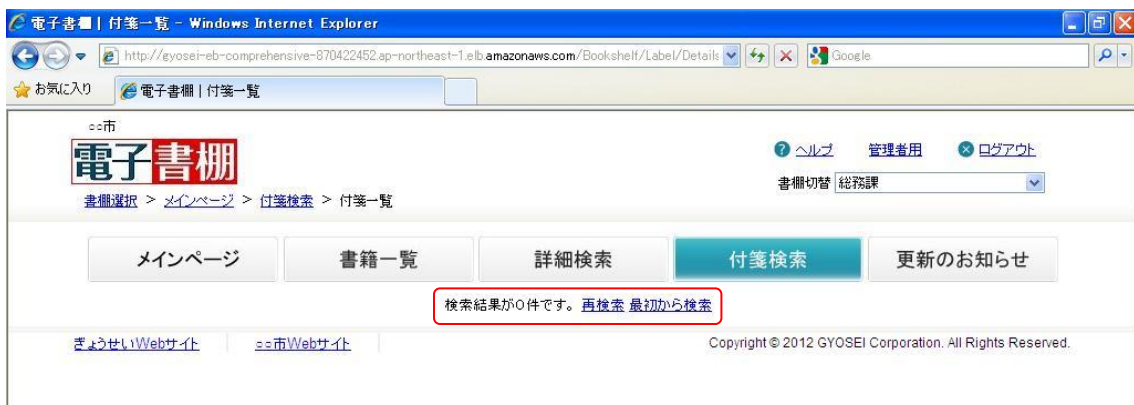 電子書棚 | 付箋一覧 - Windows Internet Explorer
http://gyosei-eb-comprehensive-870422452.ap-northeast-1.elb.amazonaws.com/Bookshelf/Label/Details
Google
お気に入り
電子書棚 | 付箋一覧
○○市
電子書棚
ヘルプ 管理者用 ログアウト
書棚切替 総務課
書棚選択 > メインページ > 付箋検索 > 付箋一覧
メインページ 書籍一覧 詳細検索 付箋検索 更新のお知らせ
検索結果が0件です。 再検索 最初から検索
ぎょうせいWebサイト ○○市Webサイト
Copyright © 2012 GYOSEI Corporation. All Rights Reserved.